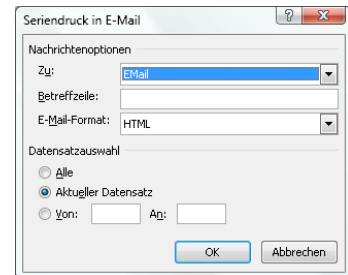 Seriendruck in E-Mail
Nachrichtenoptionen
Zu: EMail
Betreffzeile:
E-Mail-Format: HTML
Datensatzauswahl
Alle
Aktueller Datensatz
Von: An:
OK Abbrechen